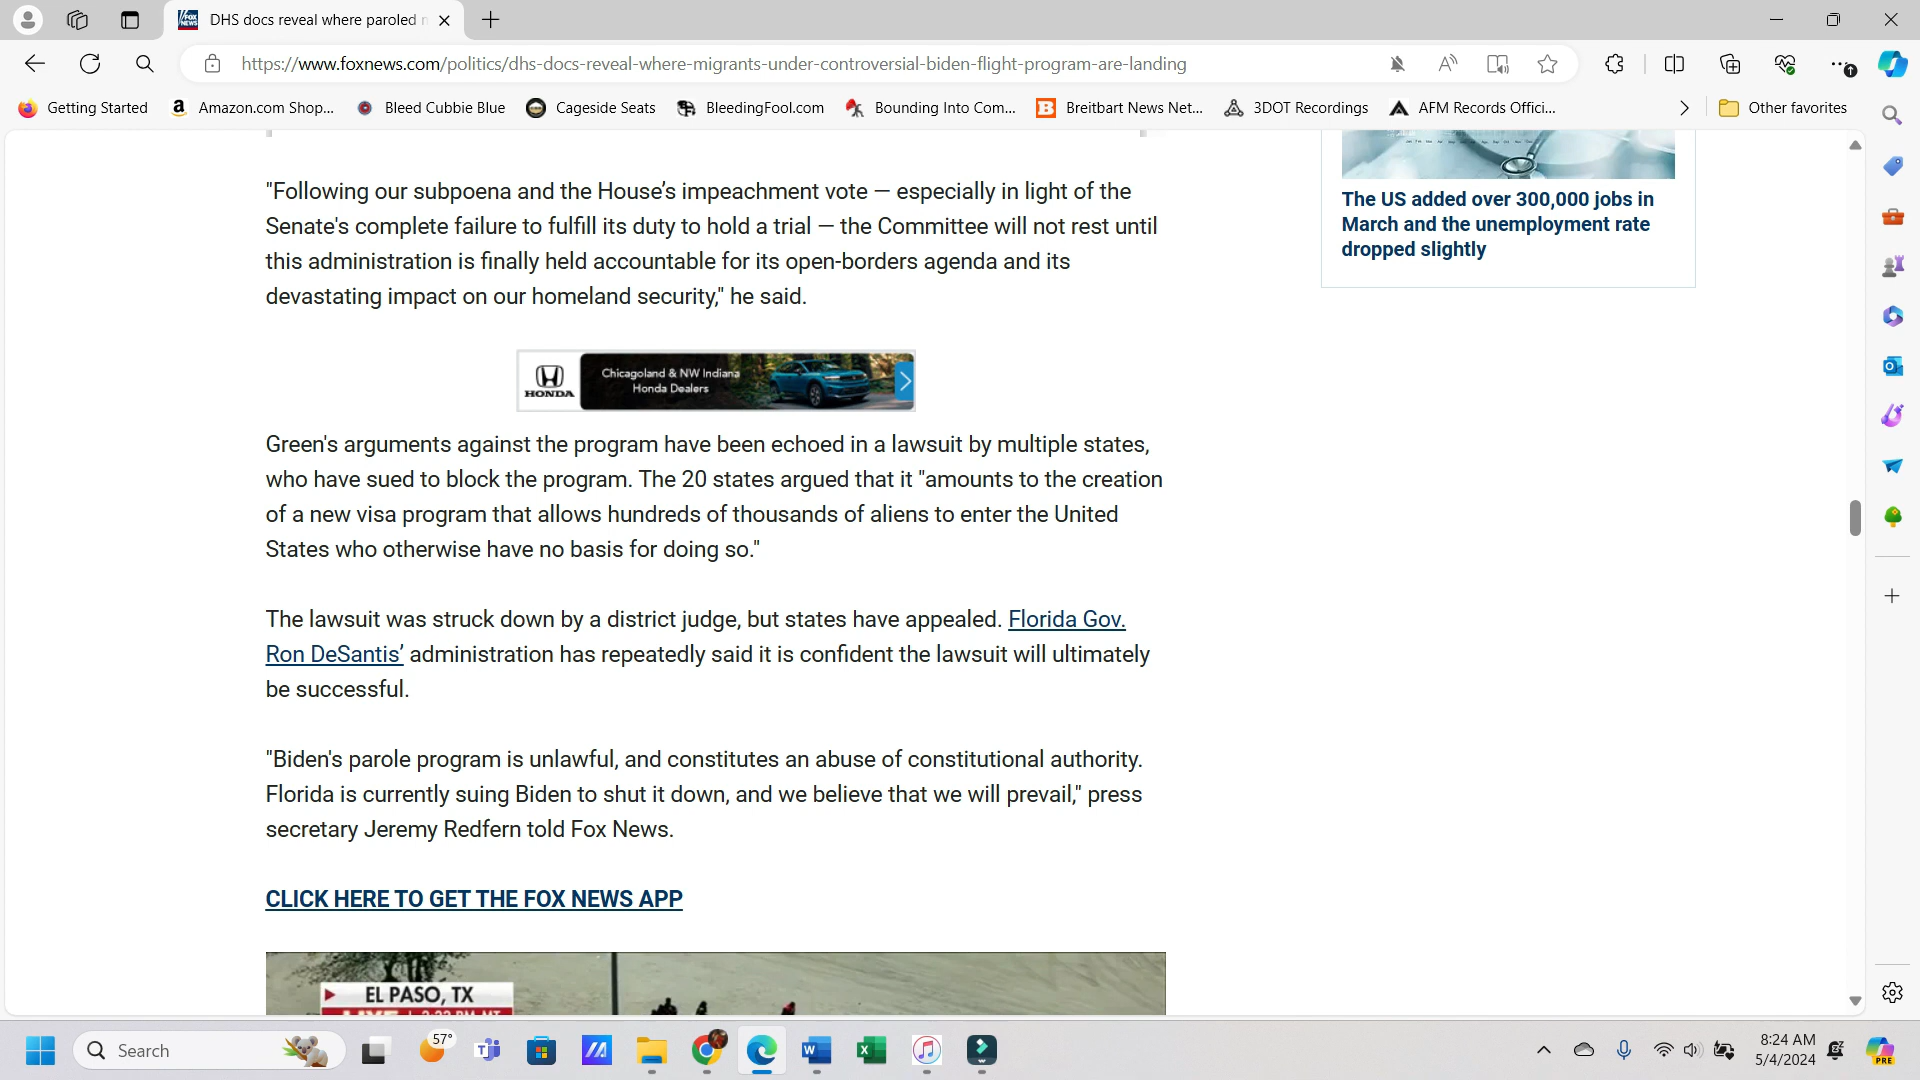 DHS docs reveal where paroled
https://www.foxnews.com/politics/dhs-docs-reveal-where-migrants-under-controversial-biden-flight-program-are-landing
Getting Started
Amazon.com Shop...
Bleed Cubbie Blue
Cageside Seats
BleedingFool.com
Bounding Into Com...
Breitbart News Net...
3DOT Recordings
AFM Records Offici...
Other favorites
"Following our subpoena and the House's impeachment vote — especially in light of the
Senate's complete failure to fulfill its duty to hold a trial — the Committee will not rest until
this administration is finally held accountable for its open-borders agenda and its
devastating impact on our homeland security," he said.
The US added over 300,000 jobs in
March and the unemployment rate
dropped slightly
HONDA
Chicagoland & NW Indiana
Honda Dealers
Green's arguments against the program have been echoed in a lawsuit by multiple states,
who have sued to block the program. The 20 states argued that it "amounts to the creation
of a new visa program that allows hundreds of thousands of aliens to enter the United
States who otherwise have no basis for doing so."
The lawsuit was struck down by a district judge, but states have appealed. Florida Gov.
Ron DeSantis' administration has repeatedly said it is confident the lawsuit will ultimately
be successful.
"Biden's parole program is unlawful, and constitutes an abuse of constitutional authority.
Florida is currently suing Biden to shut it down, and we believe that we will prevail," press
secretary Jeremy Redfern told Fox News.
CLICK HERE TO GET THE FOX NEWS APP
EL PASO, TX
Search
57°
8:24 AM
5/4/2024
PRE